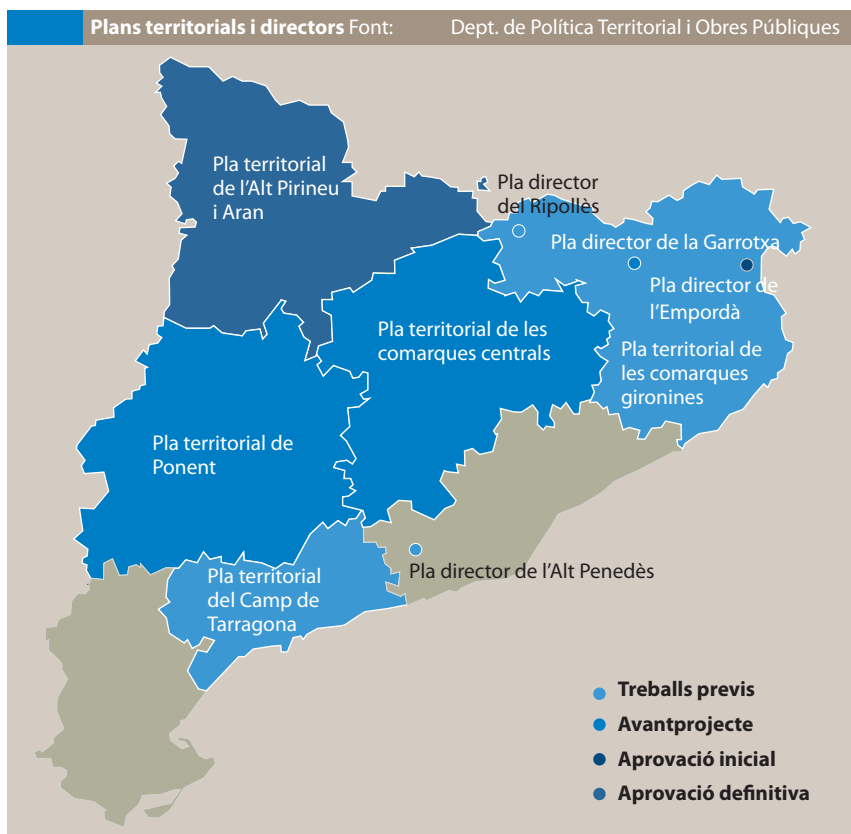 Plans territorials i directors Font: Dept. de Política Territorial i Obres Públiques
Pla territorial
de l'Alt Pirineu
i Aran
Pla director
del Ripollès
Pla director de la Garrotxa
Pla director de
l'Empordà
Pla territorial de les
comarques centrals
Pla territorial de
les comarques
gironines
Pla territorial de
Ponent
Pla director de l'Alt Penedès
Pla territorial
del Camp de
Tarragona
Treballs previs
Avantprojecte
Aprovació inicial
Aprovació definitiva